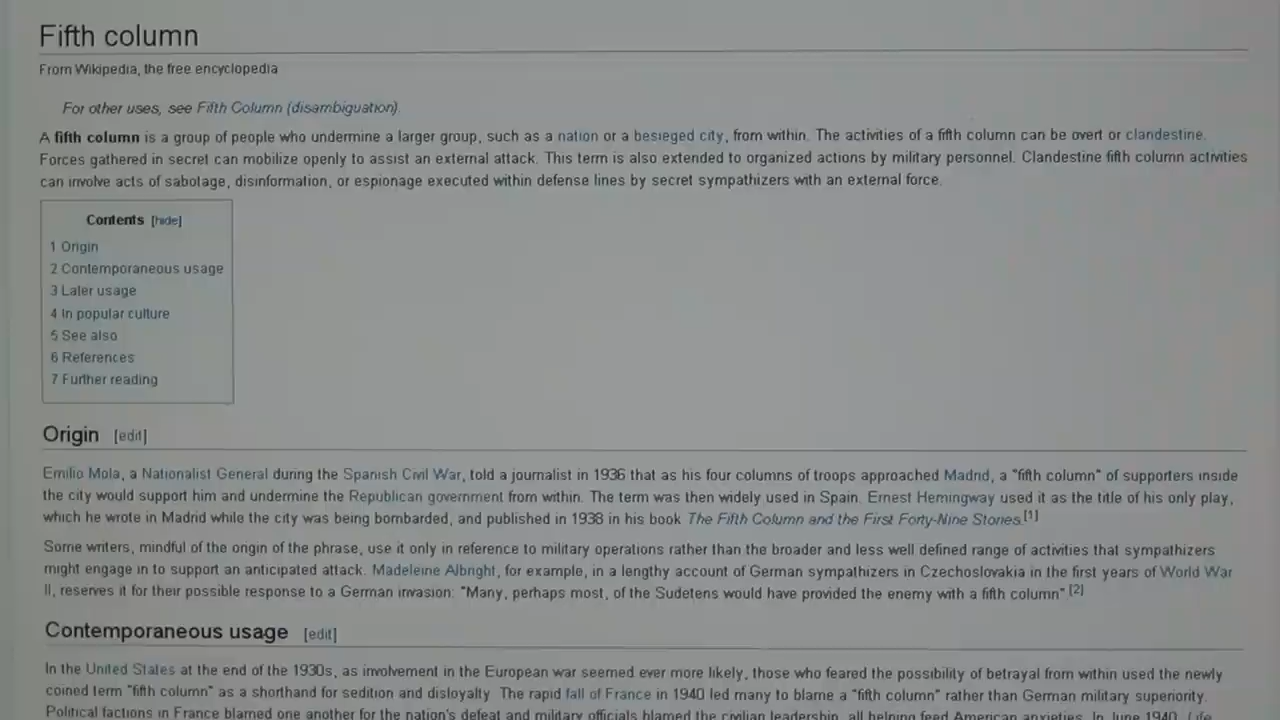 Fifth column
From Wikipedia, the free encyclopedia
For other uses, see Fifth Column (disambiguation).
A fifth column is a group of people who undermine a larger group, such as a nation or a besieged city, from within. The activities of a fifth column can be overt or clandestine.
Forces gathered in secret can mobilize openly to assist an external attack. This term is also extended to organized actions by military personnel. Clandestine fifth column activities
can involve acts of sabotage, disinformation, or espionage executed within defense lines by secret sympathizers with an external force.
Contents [hide]
1 Origin
2 Contemporaneous usage
3 Later usage
4 In popular culture
5 See also
6 References
7 Further reading
Origin [edit]
Emilio Mola, a Nationalist General during the Spanish Civil War, told a journalist in 1936 that as his four columns of troops approached Madrid, a "fifth column" of supporters inside
the city would support him and undermine the Republican government from within. The term was then widely used in Spain. Ernest Hemingway used it as the title of his only play,
which he wrote in Madrid while the city was being bombarded, and published in 1938 in his book The Fifth Column and the First Forty-Nine Stories.[1]
Some writers, mindful of the origin of the phrase, use it only in reference to military operations rather than the broader and less well defined range of activities that sympathizers
might engage in to support an anticipated attack. Madeleine Albright, for example, in a lengthy account of German sympathizers in Czechoslovakia in the first years of World War
II, reserves it for their possible response to a German invasion: "Many, perhaps most, of the Sudetens would have provided the enemy with a fifth column" [2]
Contemporaneous usage [edit]
In the United States at the end of the 1930s, as involvement in the European war seemed ever more likely, those who feared the possibility of betrayal from within used the newly
coined term "fifth column" as a shorthand for sedition and disloyalty. The rapid fall of France in 1940 led many to blame a "fifth column" rather than German military superiority.
Political factions in France blamed one another for the nation's defeat and military officials blamed the civilian leadership, all helping feed American anxieties. In June 1940, Life